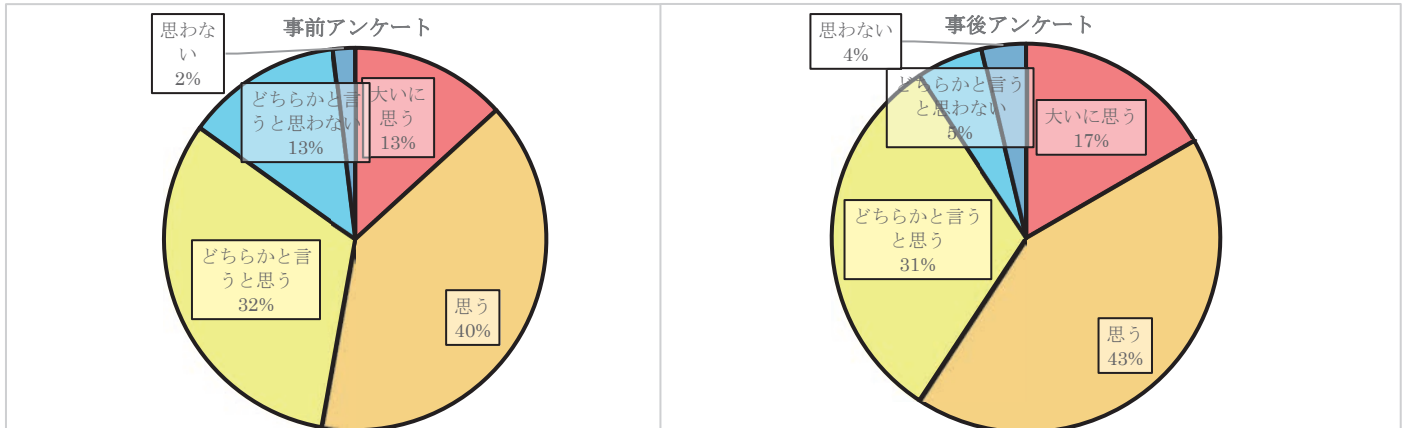 事前アンケート
思わな
い
2%
どちらかと言
うと思わない
13%
大いに
思う
13%
どちらかと言
うと思う
32%
思う
40%
事後アンケート
思わない
4%
どちらかと言う
と思わない
5%
大いに思う
17%
どちらかと言う
と思う
31%
思う
43%